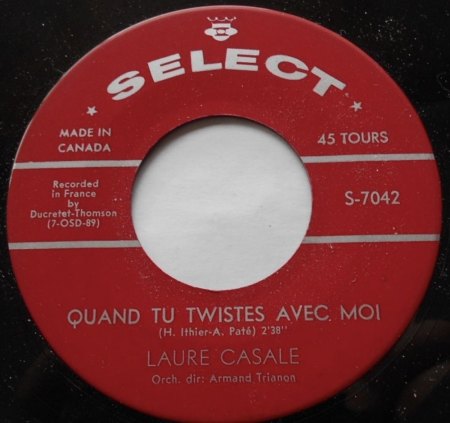 SELECT
MADE IN
CANADA
45 TOURS
Recorded
in France
by
Ducretet-Thomson
(7-OSD-89)
S-7042
QUAND TU TWISTES AVEC MOI
(H. Ithier-A. Paté) 2'38"
LAURE CASALE
Orch. dir: Armand Trianon